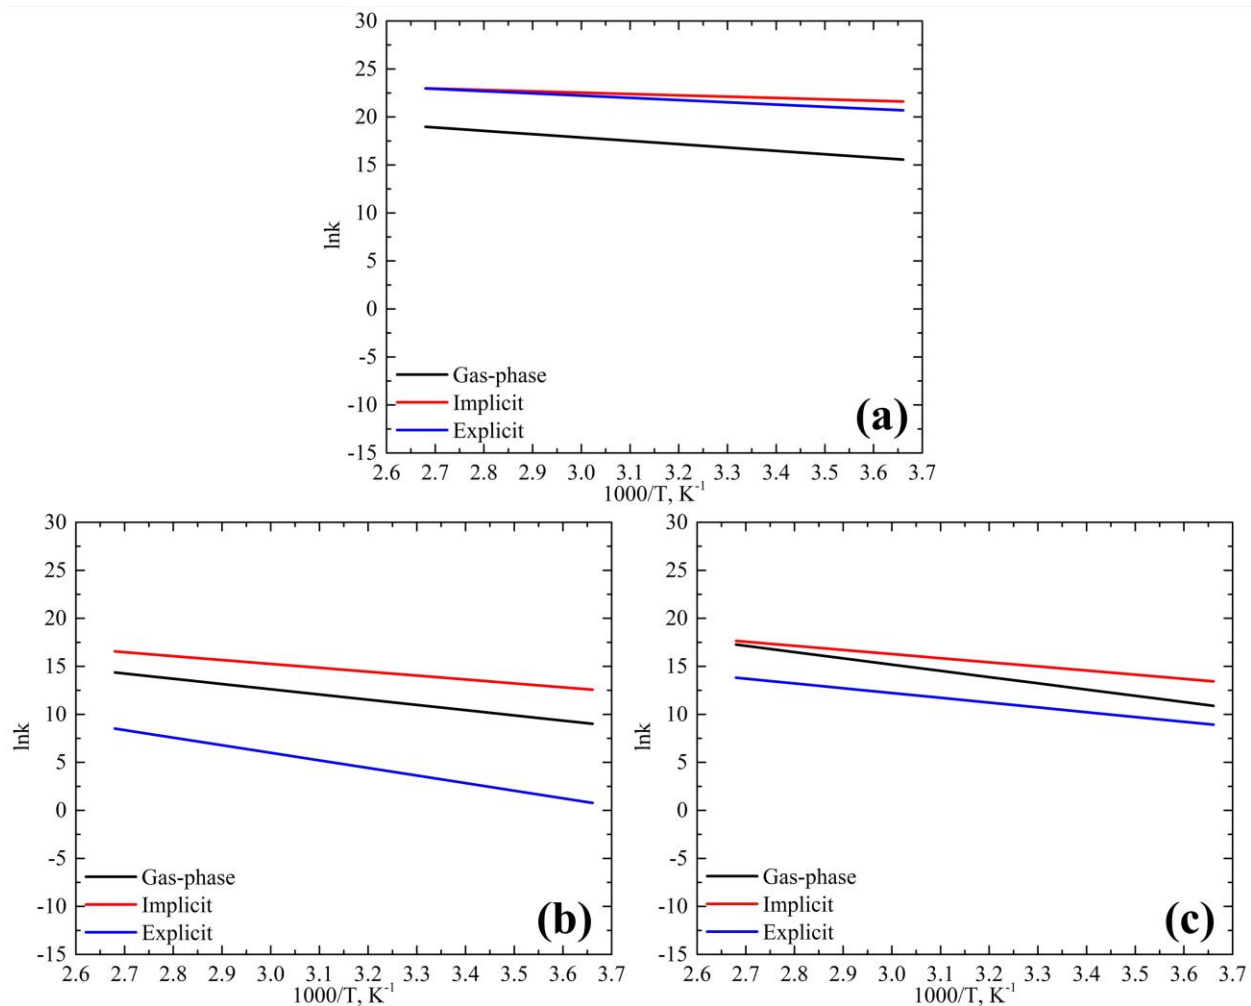 30
25
20
15
10
5
0
-5
-10
-15
lnk
Gas-phase
Implicit
Explicit
(a)
2.6 2.7 2.8 2.9 3.0 3.1 3.2 3.3 3.4 3.5 3.6 3.7
1000/T, K⁻¹
30
25
20
15
10
5
0
-5
-10
-15
lnk
Gas-phase
Implicit
Explicit
(b)
2.6 2.7 2.8 2.9 3.0 3.1 3.2 3.3 3.4 3.5 3.6 3.7
1000/T, K⁻¹
30
25
20
15
10
5
0
-5
-10
-15
lnk
Gas-phase
Implicit
Explicit
(c)
2.6 2.7 2.8 2.9 3.0 3.1 3.2 3.3 3.4 3.5 3.6 3.7
1000/T, K⁻¹